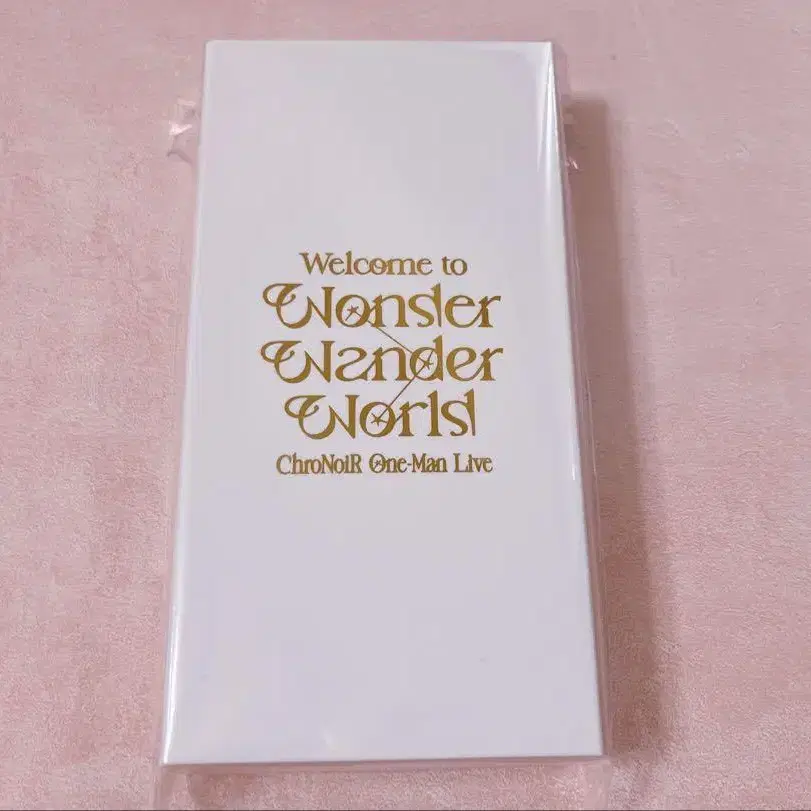 Welcome to
Wonder
Wander
World
ChroNoiR One-Man Live